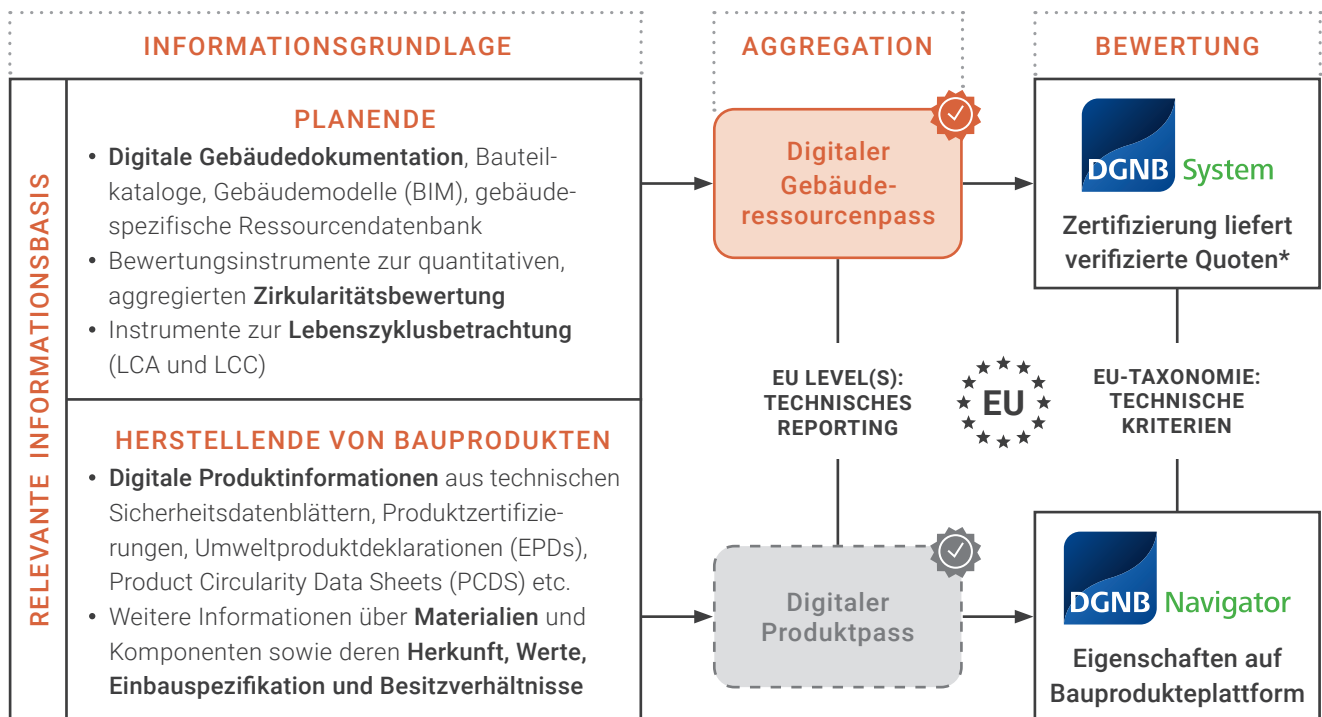 INFORMATIONSGRUNDLAGE
AGGREGATION
BEWERTUNG
RELEVANTE INFORMATIONSBASIS
PLANENDE
• Digitale Gebäudedokumentation, Bauteil-
kataloge, Gebäudemodelle (BIM), gebäude-
spezifische Ressourcendatenbank
• Bewertungsinstrumente zur quantitativen,
aggregierten Zirkularitätsbewertung
• Instrumente zur Lebenszyklusbetrachtung
(LCA und LCC)
Digitaler
Gebäude-
ressourcenpass
DGNB System
Zertifizierung liefert
verifizierte Quoten*
EU LEVEL(S):
TECHNISCHES
REPORTING
EU
EU-TAXONOMIE:
TECHNISCHE
KRITERIEN
HERSTELLENDE VON BAUPRODUKTEN
• Digitale Produktinformationen aus technischen
Sicherheitsdatenblättern, Produktzertifizie-
rungen, Umweltproduktdeklarationen (EPDs),
Product Circularity Data Sheets (PCDS) etc.
• Weitere Informationen über Materialien und
Komponenten sowie deren Herkunft, Werte,
Einbauspezifikation und Besitzverhältnisse
Digitaler
Produktpass
DGNB Navigator
Eigenschaften auf
Bauprodukteplattform